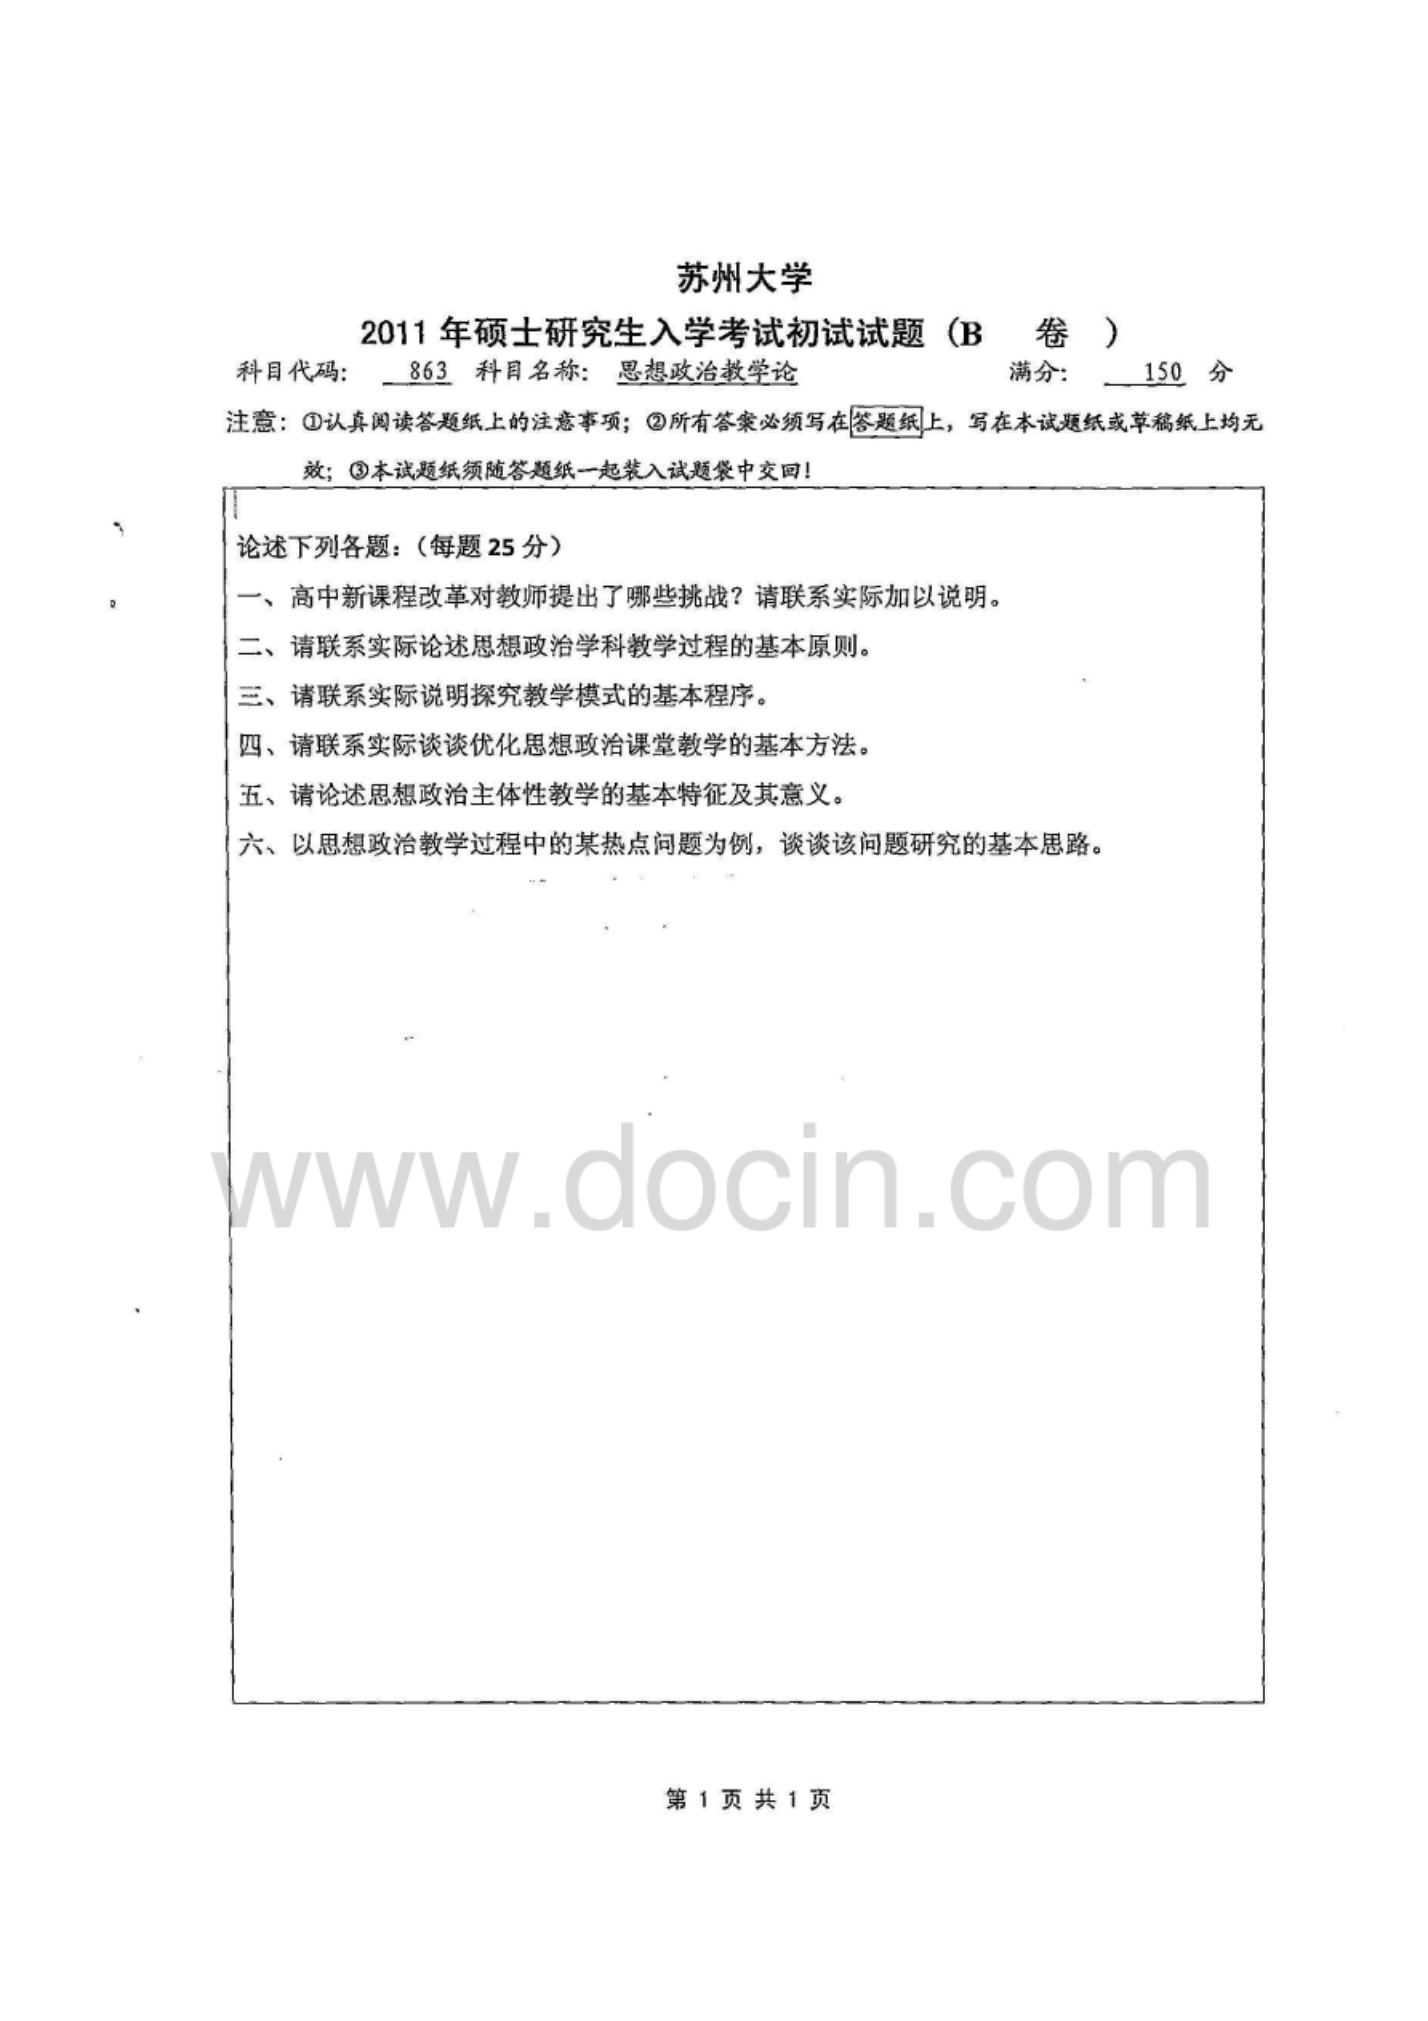 苏州大学
2011 年硕士研究生入学考试初试试题（B 卷 ）
科目代码： 863 科目名称： 思想政治教学论 满分： 150 分
注意：①认真阅读答题纸上的注意事项；②所有答案必须写在答题纸上，写在本试题纸或草稿纸上均无
效；③本试题纸须随答题纸一起装入试题袋中交回！
论述下列各题：（每题 25 分）
一、高中新课程改革对教师提出了哪些挑战？请联系实际加以说明。
二、请联系实际论述思想政治学科教学过程的基本原则。
三、请联系实际说明探究教学模式的基本程序。
四、请联系实际谈谈优化思想政治课堂教学的基本方法。
五、请论述思想政治主体性教学的基本特征及其意义。
六、以思想政治教学过程中的某热点问题为例，谈谈该问题研究的基本思路。
www.docin.com
第 1 页 共 1 页